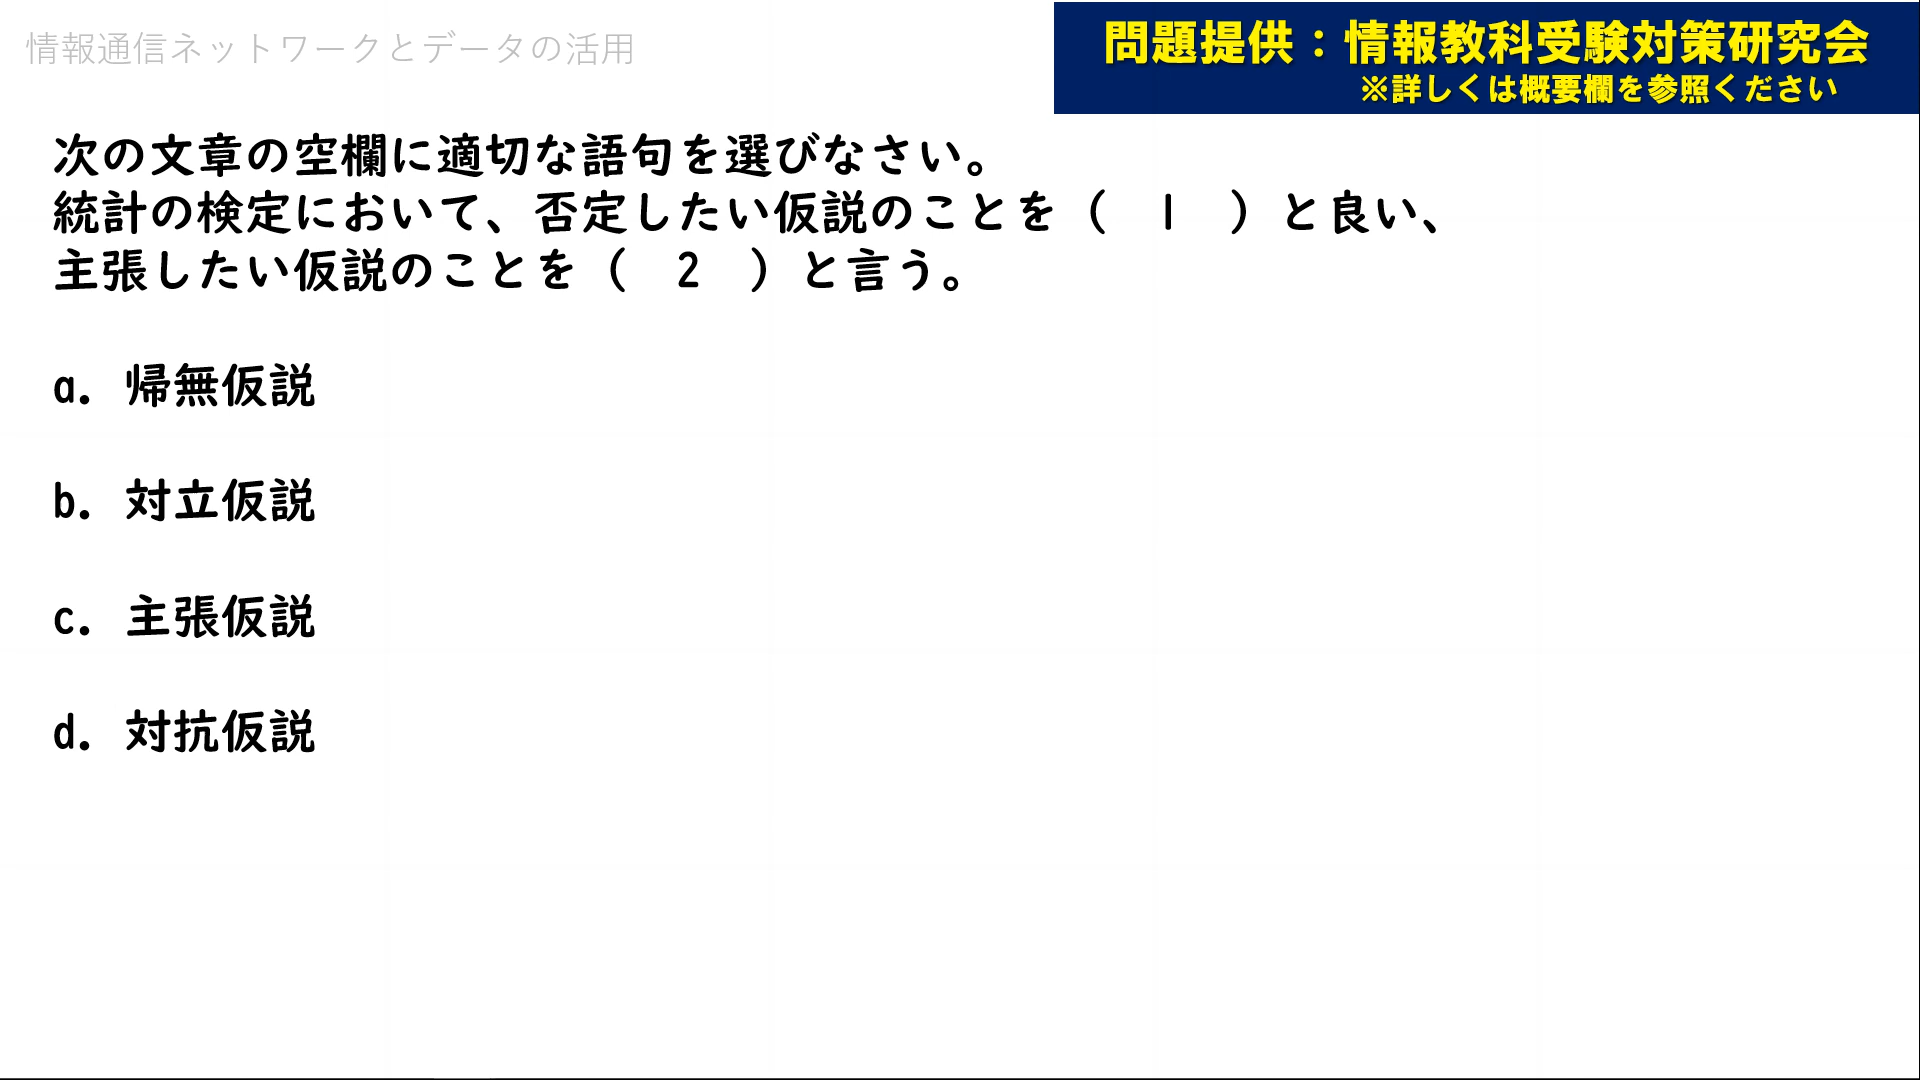 情報通信ネットワークとデータの活用
問題提供：情報教科受験対策研究会
※詳しくは概要欄を参照ください
次の文章の空欄に適切な語句を選びなさい。
統計の検定において、否定したい仮説のことを（　1　）と良い、
主張したい仮説のことを（　2　）と言う。
a. 帰無仮説
b. 対立仮説
c. 主張仮説
d. 対抗仮説